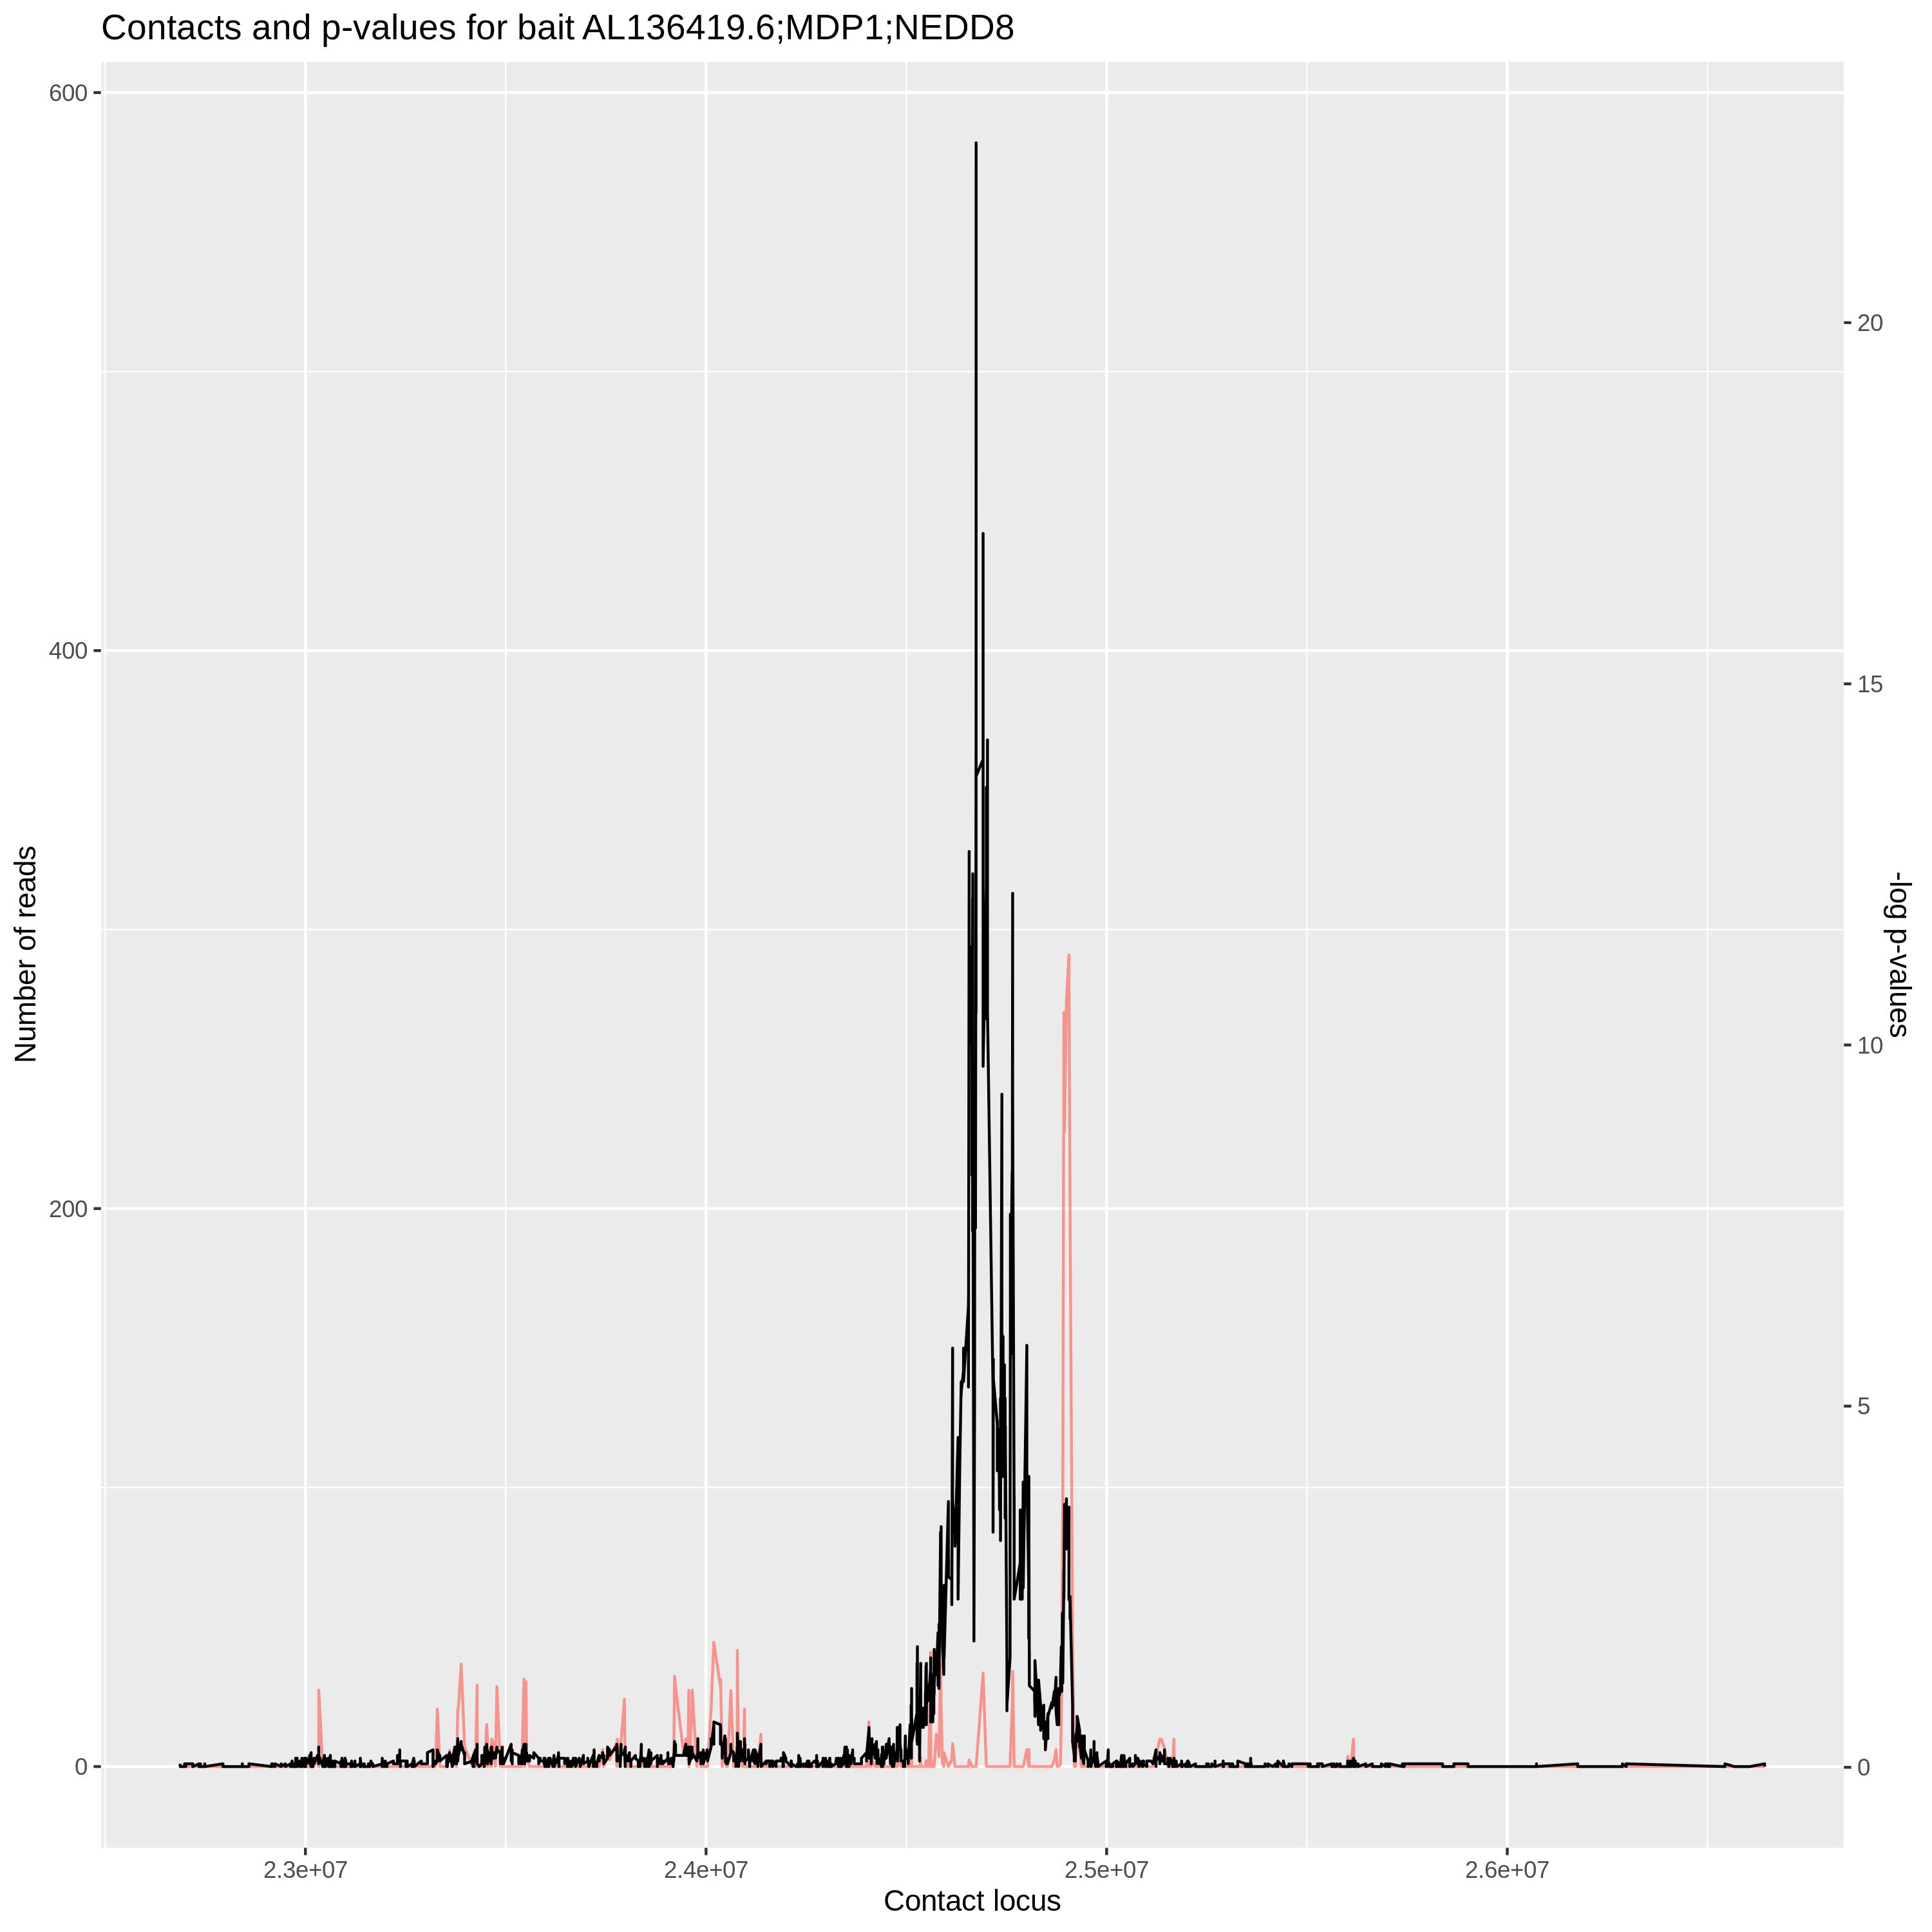 Contacts and p-values for bait AL136419.6;MDP1;NEDD8
600
400
200
0
Number of reads
20
15
10
5
0
-log p-values
2.3e+07
2.4e+07
2.5e+07
2.6e+07
Contact locus